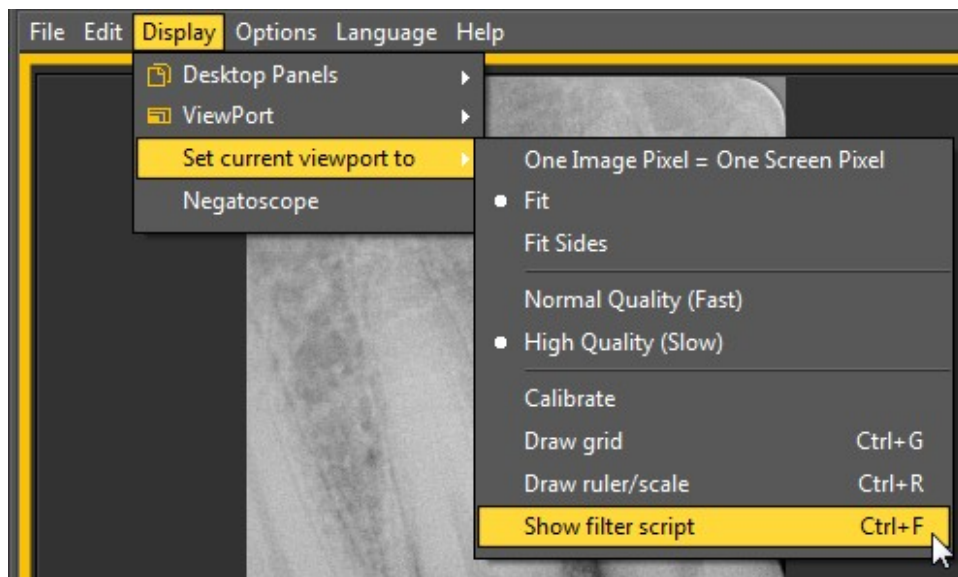 File Edit Display Options Language Help
Desktop Panels
ViewPort
Set current viewport to
Negatoscope
One Image Pixel = One Screen Pixel
Fit
Fit Sides
Normal Quality (Fast)
High Quality (Slow)
Calibrate
Draw grid Ctrl+G
Draw ruler/scale Ctrl+R
Show filter script Ctrl+F